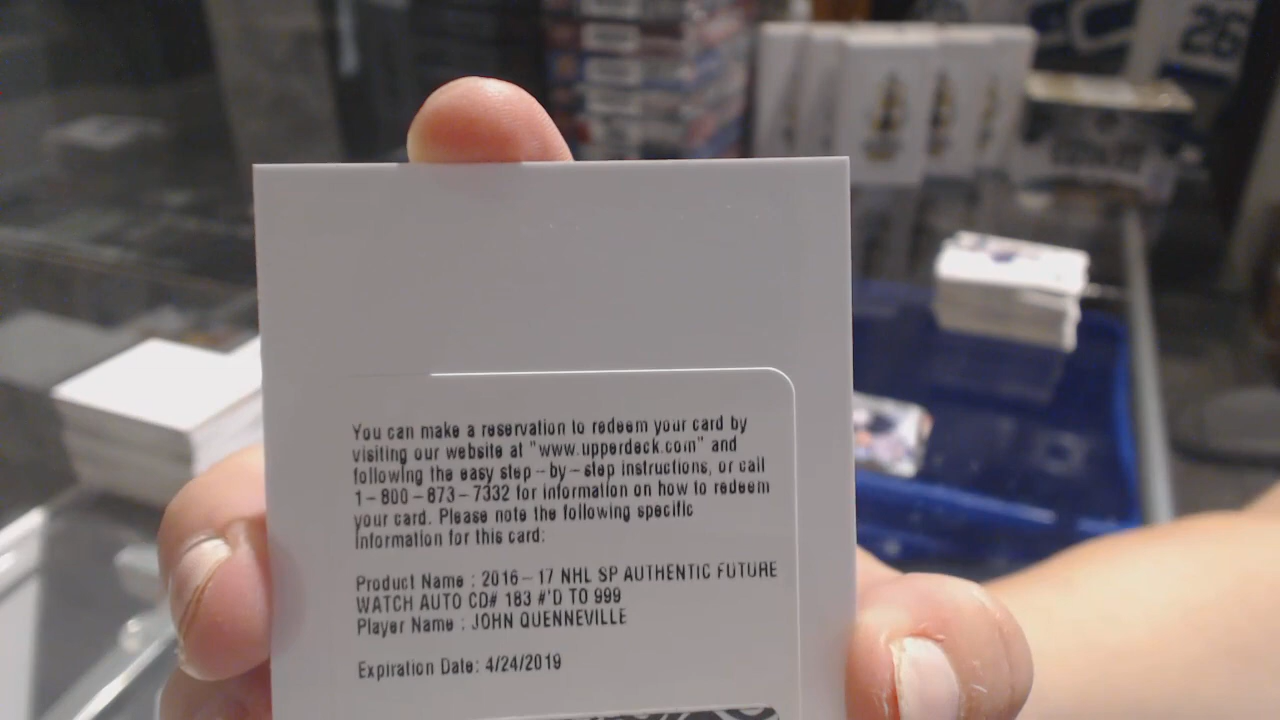 You can make a reservation to redeem your card by
visiting our website at "www.upperdeck.com" and
following the easy step-by-step instructions, or call
1-800-873-7332 for information on how to redeem
your card. Please note the following specific
information for this card:
Product Name : 2016-17 NHL SP AUTHENTIC FUTURE
WATCH AUTO CD# 183 #'D TO 999
Player Name : JOHN QUENNEVILLE
Expiration Date: 4/24/2019
26